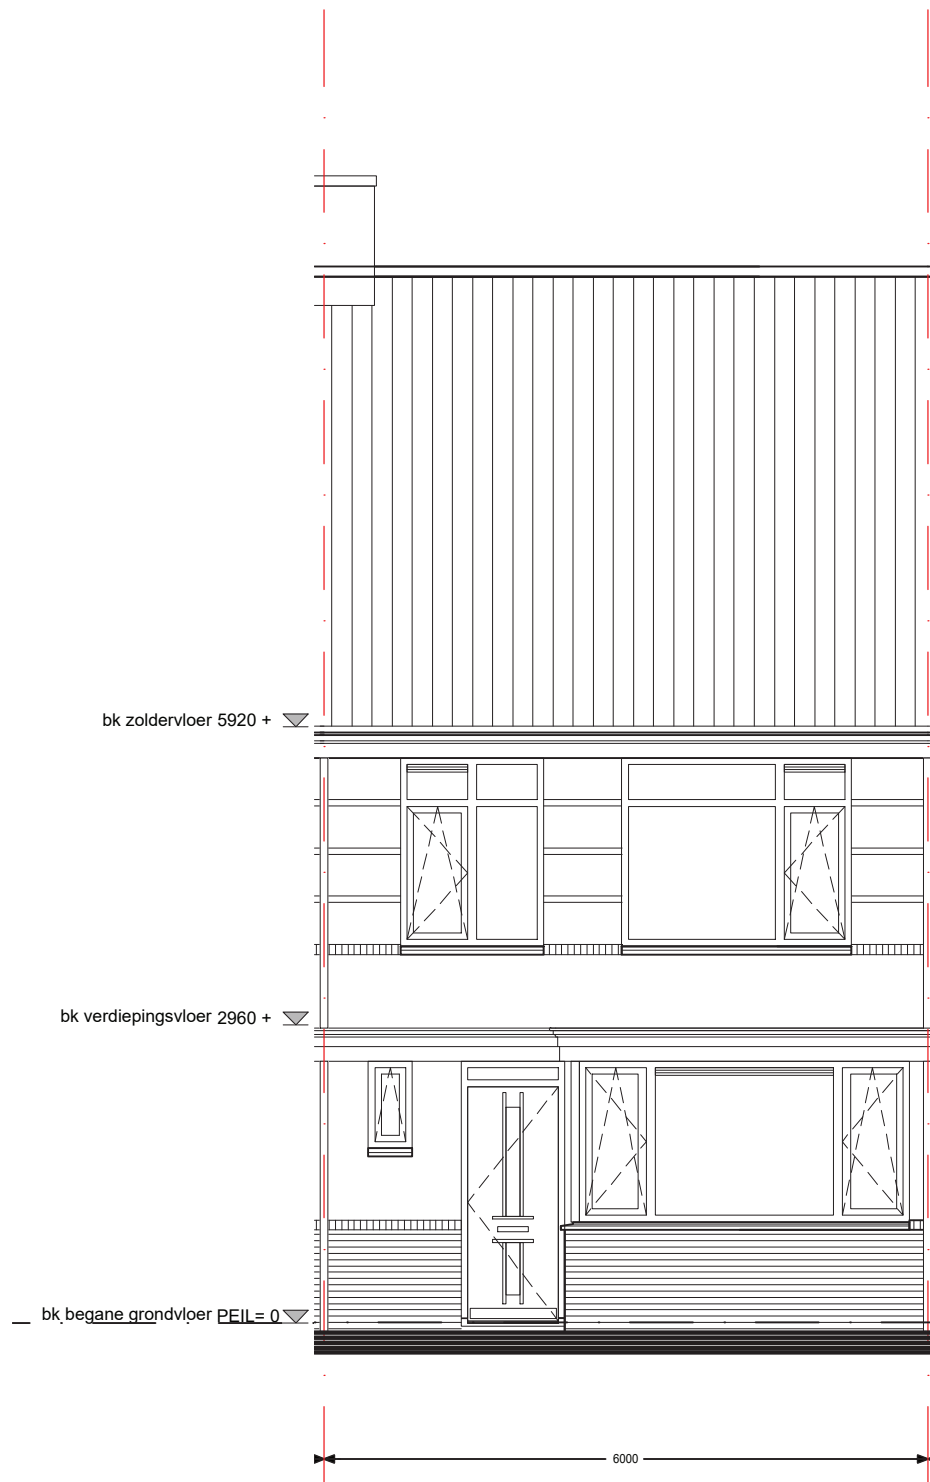 bk zoldervloer 5920 +
bk verdiepingsvloer 2960 +
bk begane grondvloer PEIL= 0
6000